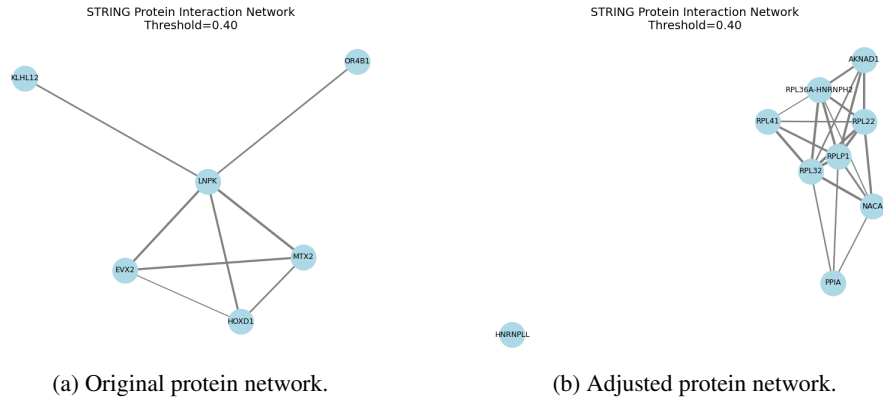 STRING Protein Interaction Network
Threshold=0.40
KLHL12
OR4B1
LNPK
EVX2
MTX2
HOXD1
(a) Original protein network.
STRING Protein Interaction Network
Threshold=0.40
AKNAD1
RPL36A-HNRNPH2
RPL41
RPL22
RPLP1
RPL32
NACA
PPIA
HNRNPLL
(b) Adjusted protein network.